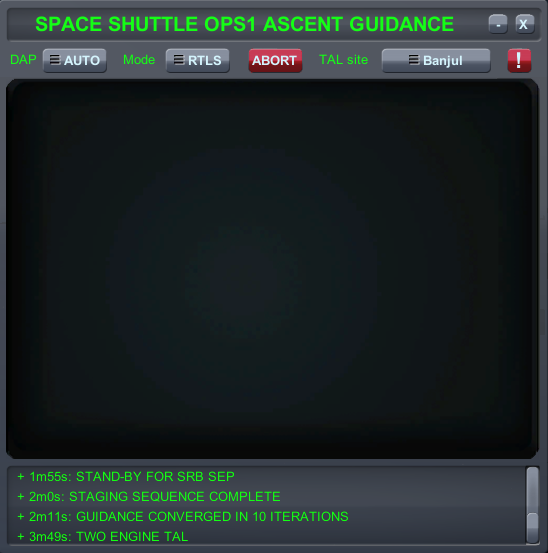 SPACE SHUTTLE OPS1 ASCENT GUIDANCE - X
DAP AUTO Mode RTLS ABORT TAL site Banjul !
+ 1m55s: STAND-BY FOR SRB SEP
+ 2m0s: STAGING SEQUENCE COMPLETE
+ 2m11s: GUIDANCE CONVERGED IN 10 ITERATIONS
+ 3m49s: TWO ENGINE TAL